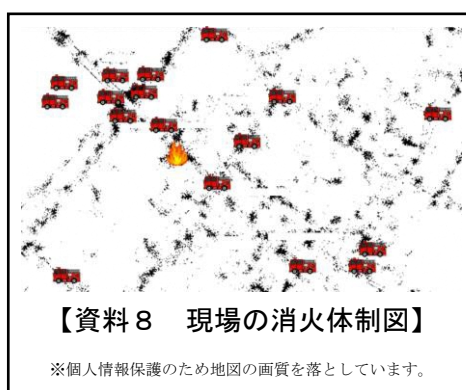 【資料８　現場の消火体制図】
※個人情報保護のため地図の画質を落としています。